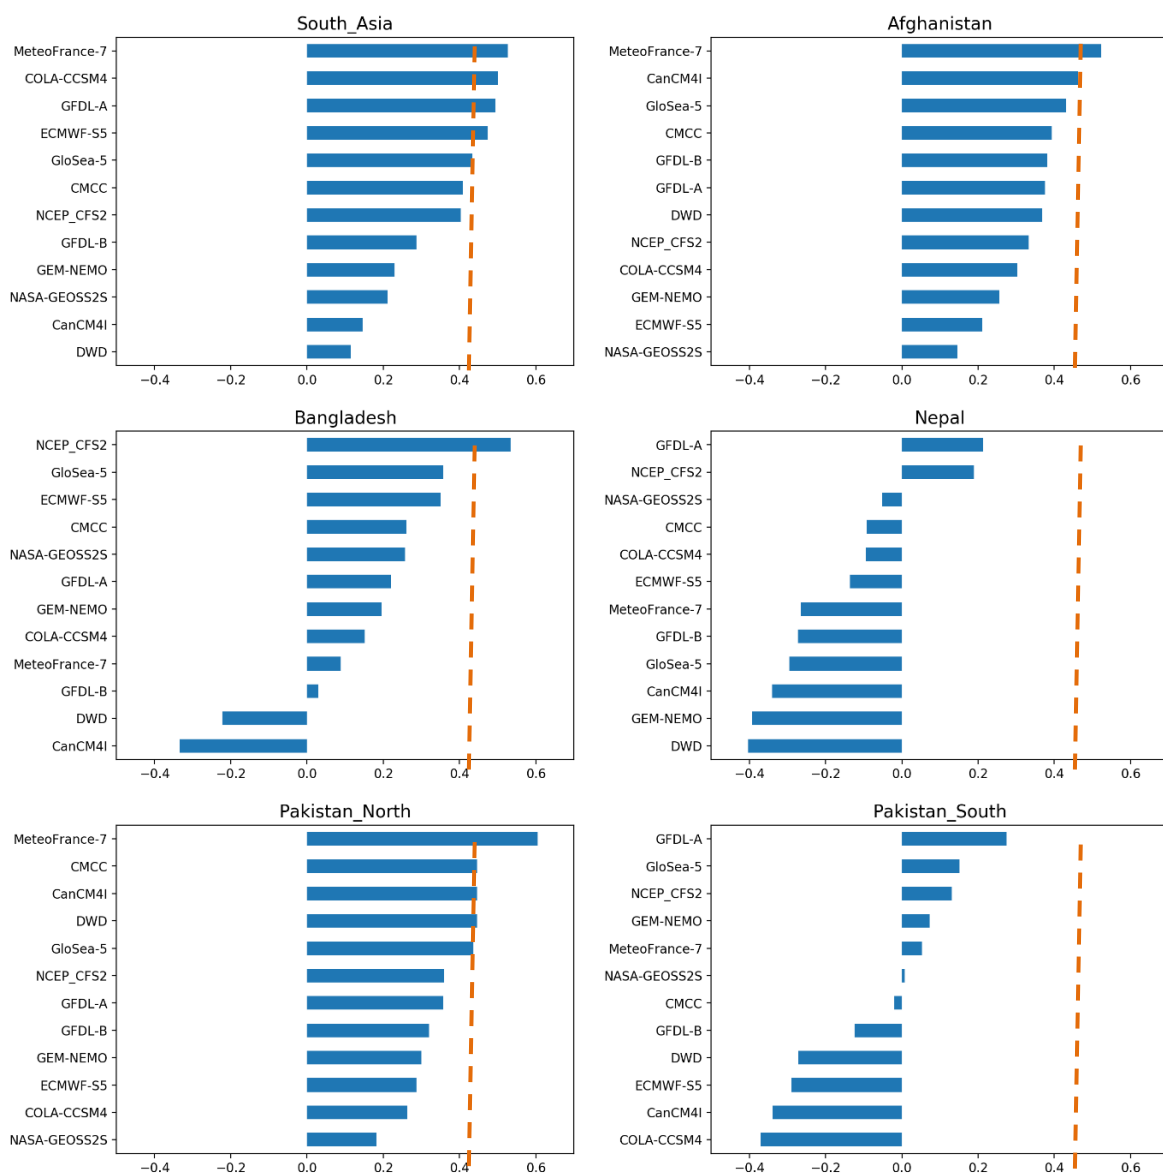 South_Asia
MeteoFrance-7
COLA-CCSM4
GFDL-A
ECMWF-S5
GloSea-5
CMCC
NCEP_CFS2
GFDL-B
GEM-NEMO
NASA-GEOSS2S
CanCM4I
DWD
−0.4 −0.2 0.0 0.2 0.4 0.6
Afghanistan
MeteoFrance-7
CanCM4I
GloSea-5
CMCC
GFDL-B
GFDL-A
DWD
NCEP_CFS2
COLA-CCSM4
GEM-NEMO
ECMWF-S5
NASA-GEOSS2S
−0.4 −0.2 0.0 0.2 0.4 0.6
Bangladesh
NCEP_CFS2
GloSea-5
ECMWF-S5
CMCC
NASA-GEOSS2S
GFDL-A
GEM-NEMO
COLA-CCSM4
MeteoFrance-7
GFDL-B
DWD
CanCM4I
−0.4 −0.2 0.0 0.2 0.4 0.6
Nepal
GFDL-A
NCEP_CFS2
NASA-GEOSS2S
CMCC
COLA-CCSM4
ECMWF-S5
MeteoFrance-7
GFDL-B
GloSea-5
CanCM4I
GEM-NEMO
DWD
−0.4 −0.2 0.0 0.2 0.4 0.6
Pakistan_North
MeteoFrance-7
CMCC
CanCM4I
DWD
GloSea-5
NCEP_CFS2
GFDL-A
GFDL-B
GEM-NEMO
ECMWF-S5
COLA-CCSM4
NASA-GEOSS2S
−0.4 −0.2 0.0 0.2 0.4 0.6
Pakistan_South
GFDL-A
GloSea-5
NCEP_CFS2
GEM-NEMO
MeteoFrance-7
NASA-GEOSS2S
CMCC
GFDL-B
DWD
ECMWF-S5
CanCM4I
COLA-CCSM4
−0.4 −0.2 0.0 0.2 0.4 0.6